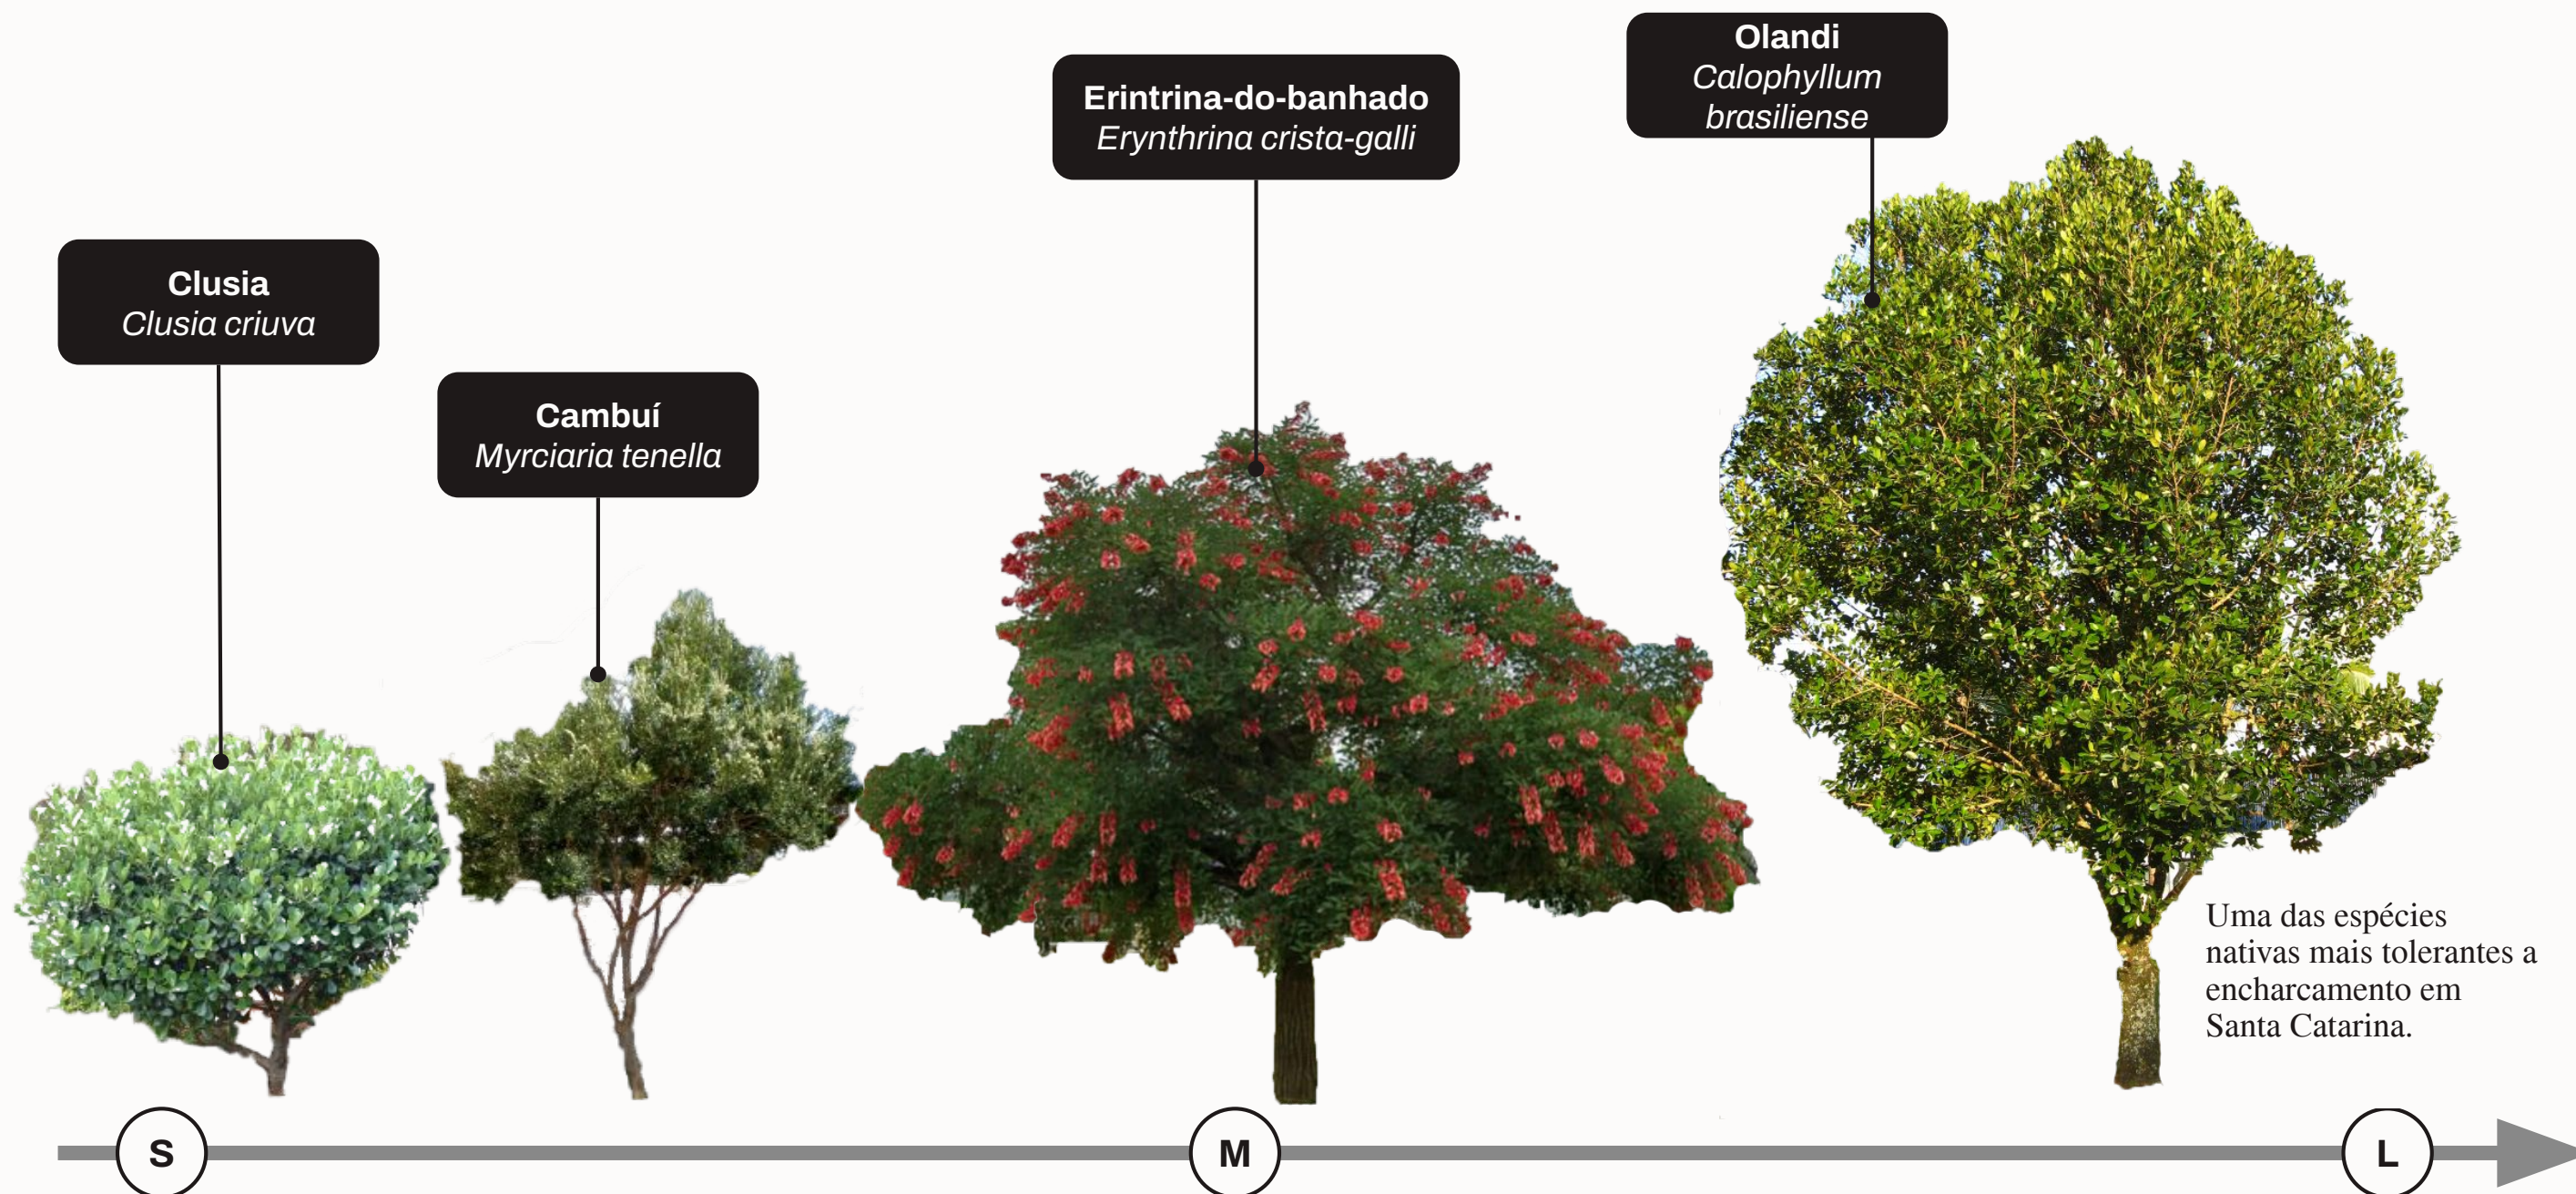 Olandi
Calophyllum
brasiliense
Erintrina-do-banhado
Erynthrina crista-galli
Clusia
Clusia criuva
Cambuí
Myrciaria tenella
Uma das espécies
nativas mais tolerantes a
encharcamento em
Santa Catarina.
S
M
L